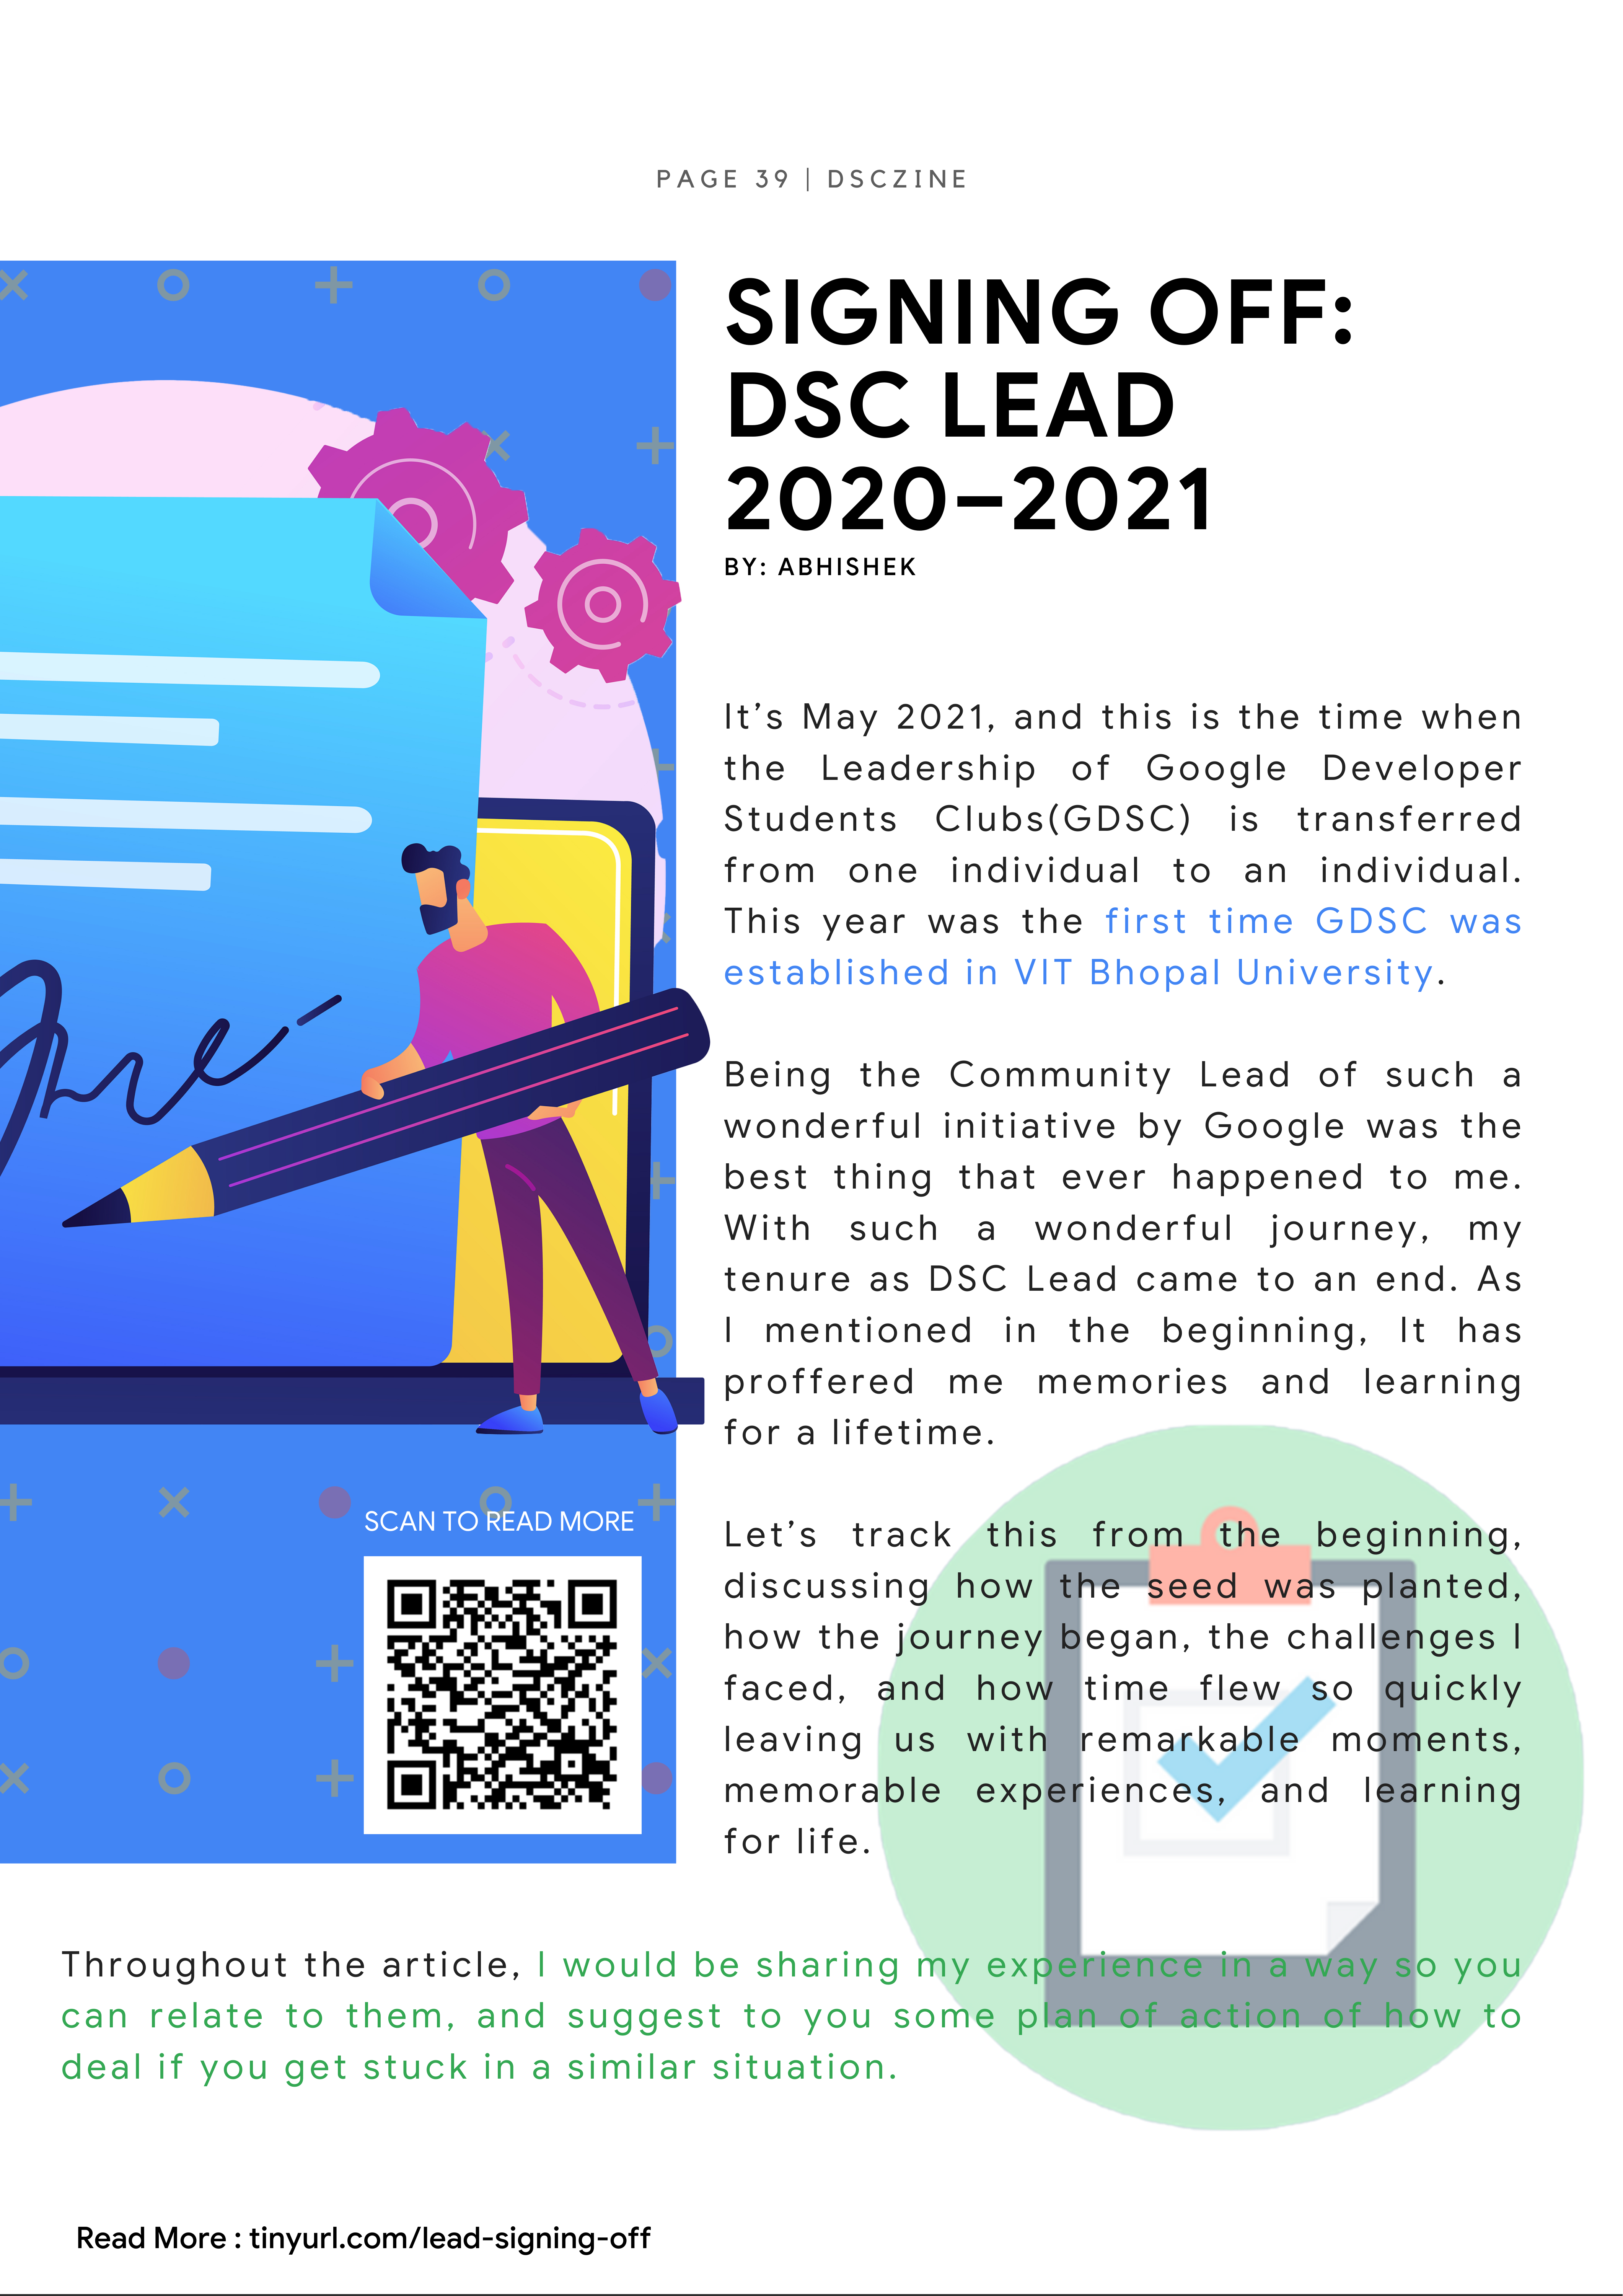 PAGE 39 | DSCZINE
SIGNING OFF:
DSC LEAD
2020–2021
BY: ABHISHEK
It’s May 2021, and this is the time when
the Leadership of Google Developer
Students Clubs(GDSC) is transferred
from one individual to an individual.
This year was the first time GDSC was
established in VIT Bhopal University.
Being the Community Lead of such a
wonderful initiative by Google was the
best thing that ever happened to me.
With such a wonderful journey, my
tenure as DSC Lead came to an end. As
I mentioned in the beginning, It has
proffered me memories and learning
for a lifetime.
Let’s track this from the beginning,
discussing how the seed was planted,
how the journey began, the challenges I
faced, and how time flew so quickly
leaving us with remarkable moments,
memorable experiences, and learning
for life.
SCAN TO READ MORE
Throughout the article, I would be sharing my experience in a way so you
can relate to them, and suggest to you some plan of action of how to
deal if you get stuck in a similar situation.
Read More : tinyurl.com/lead-signing-off